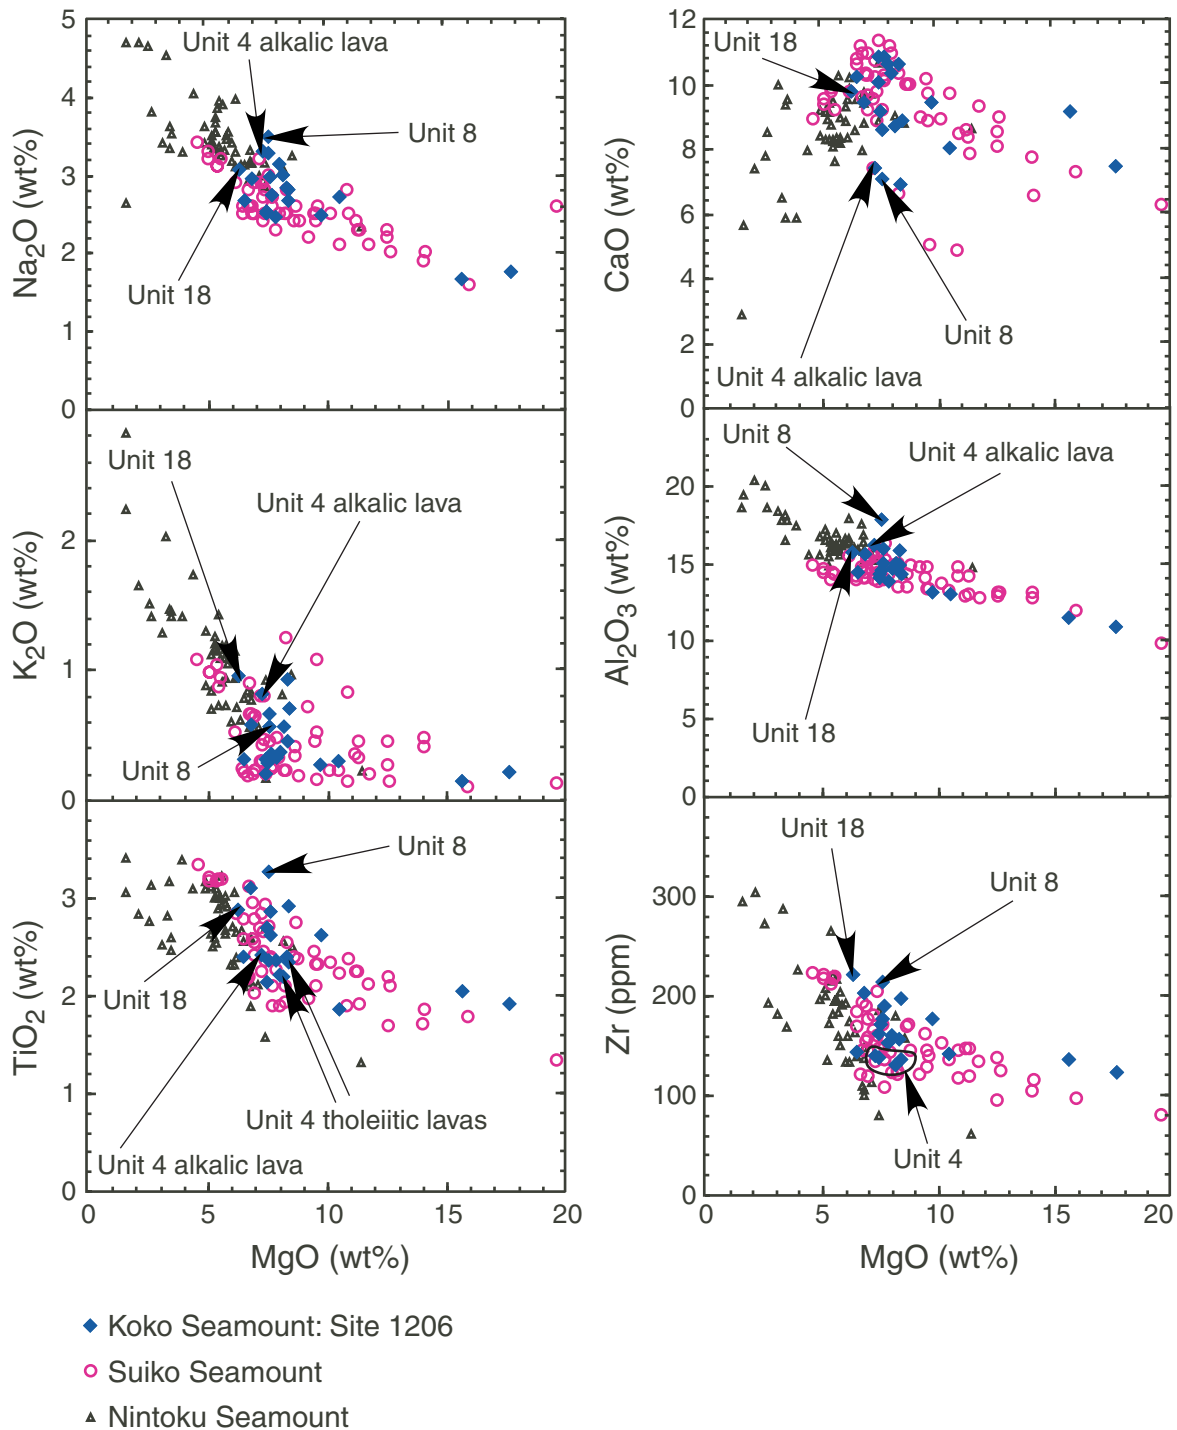 5
4
3
2
1
0
Na2O (wt%)
Unit 4 alkalic lava
Unit 8
Unit 18
12
10
8
6
4
2
0
CaO (wt%)
Unit 18
Unit 8
Unit 4 alkalic lava
2
1
0
K2O (wt%)
Unit 18
Unit 4 alkalic lava
Unit 8
20
15
10
5
0
Al2O3 (wt%)
Unit 8
Unit 4 alkalic lava
Unit 18
3
2
1
0
TiO2 (wt%)
Unit 8
Unit 18
Unit 4 tholeiitic lavas
Unit 4 alkalic lava
0 5 10 15 20
MgO (wt%)
300
200
100
0
Zr (ppm)
Unit 18
Unit 8
Unit 4
0 5 10 15 20
MgO (wt%)
Koko Seamount: Site 1206
Suiko Seamount
Nintoku Seamount